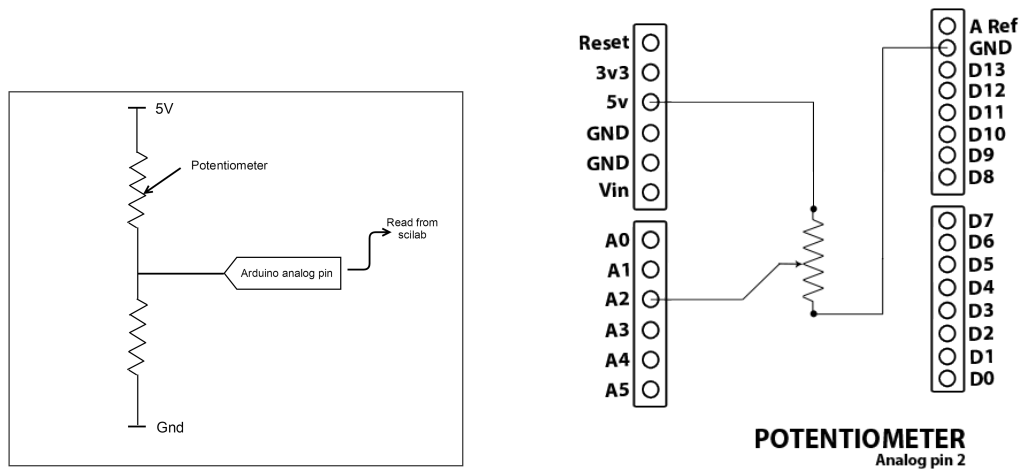 5V
Potentiometer
Read from
scilab
Arduino analog pin
Gnd
Reset
3v3
5v
GND
GND
Vin
A0
A1
A2
A3
A4
A5
A Ref
GND
D13
D12
D11
D10
D9
D8
D7
D6
D5
D4
D3
D2
D1
D0
POTENTIOMETER
Analog pin 2